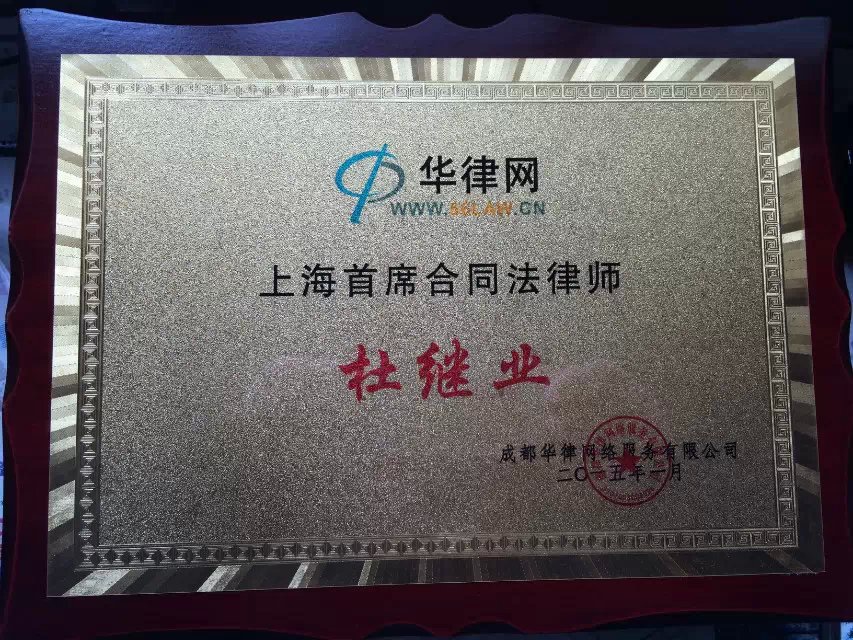 华律网
WWW.66LAW.CN
上海首席合同法律师
杜继业
成都华律网络服务有限公司
二〇一五年一月